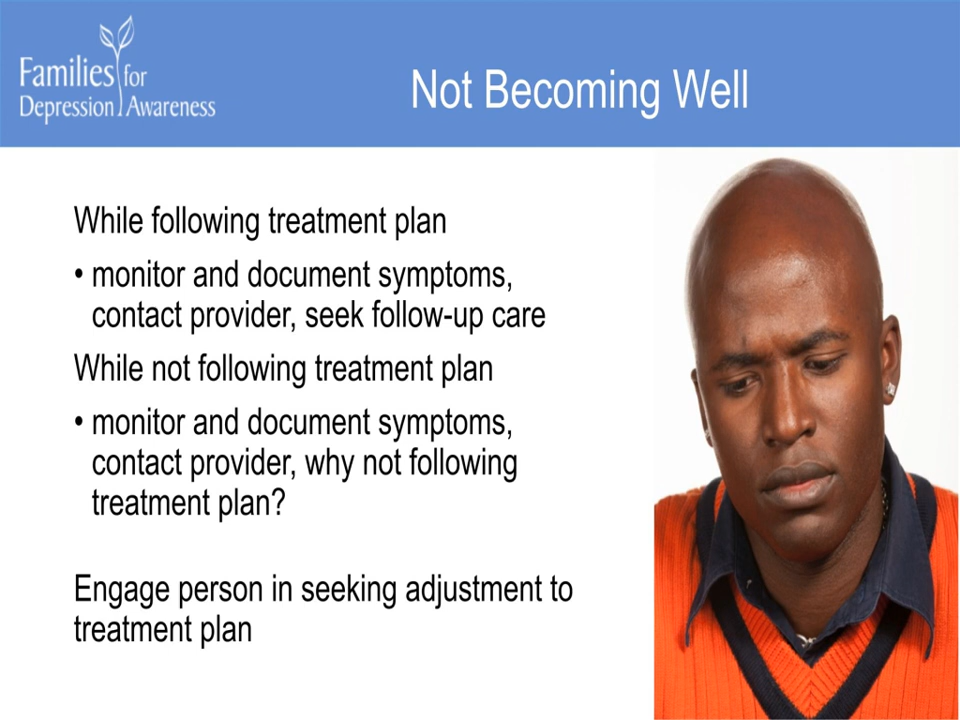 Families for
Depression Awareness
Not Becoming Well
While following treatment plan
• monitor and document symptoms,
contact provider, seek follow-up care
While not following treatment plan
• monitor and document symptoms,
contact provider, why not following
treatment plan?
Engage person in seeking adjustment to
treatment plan